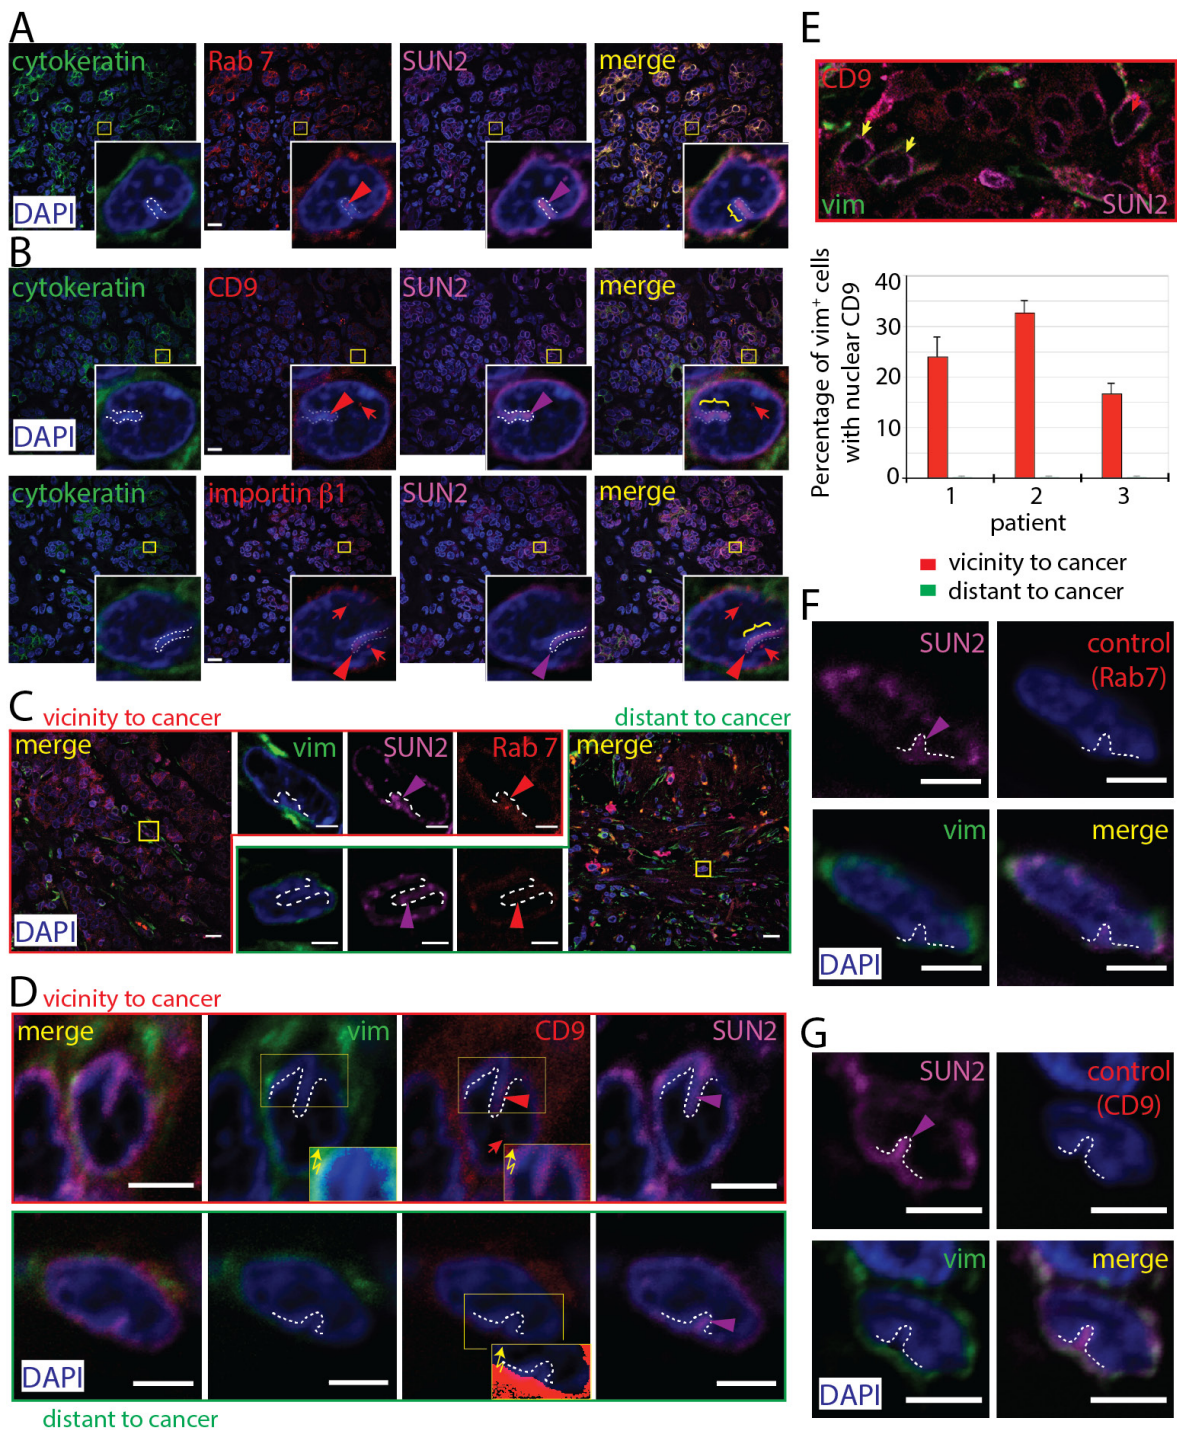 A
cytokeratin
Rab 7
SUN2
merge
DAPI
B
cytokeratin
CD9
SUN2
merge
DAPI
cytokeratin
importin β1
SUN2
merge
DAPI
C
vicinity to cancer
distant to cancer
merge
vim
SUN2
Rab 7
merge
DAPI
D
vicinity to cancer
merge
vim
CD9
SUN2
DAPI
distant to cancer
E
CD9
vim
SUN2
Percentage of vim⁺ cells
with nuclear CD9
40
30
20
10
0
1
2
3
patient
vicinity to cancer
distant to cancer
F
SUN2
control
(Rab7)
vim
merge
DAPI
G
SUN2
control
(CD9)
vim
merge
DAPI